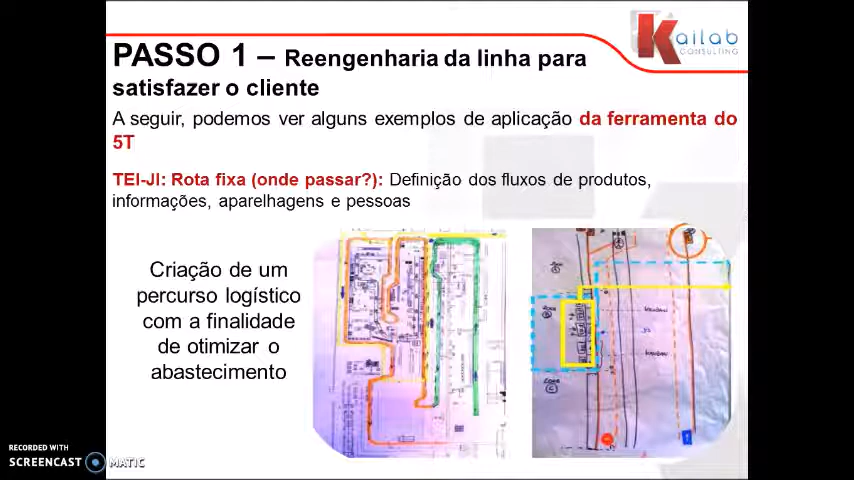 Kailab
CONSULTING
PASSO 1 – Reengenharia da linha para
satisfazer o cliente
A seguir, podemos ver alguns exemplos de aplicação da ferramenta do
5T
TEI-JI: Rota fixa (onde passar?): Definição dos fluxos de produtos,
informações, aparelhagens e pessoas
Criação de um
percurso logístico
com a finalidade
de otimizar o
abastecimento
RECORDED WITH
SCREENCAST MATIC